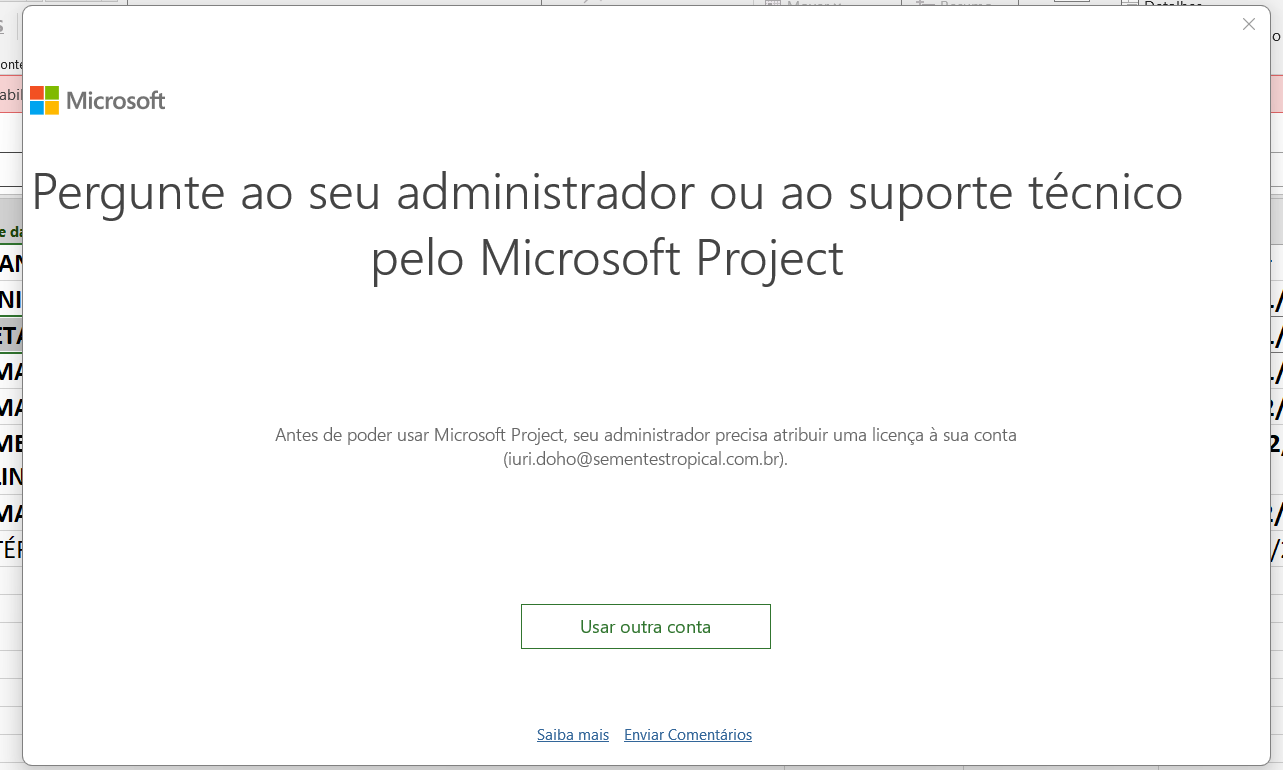 Detalhes
Microsoft
Pergunte ao seu administrador ou ao suporte técnico
pelo Microsoft Project
Antes de poder usar Microsoft Project, seu administrador precisa atribuir uma licença à sua conta
(iuri.doho@sementestropical.com.br).
Usar outra conta
Saiba mais Enviar Comentários